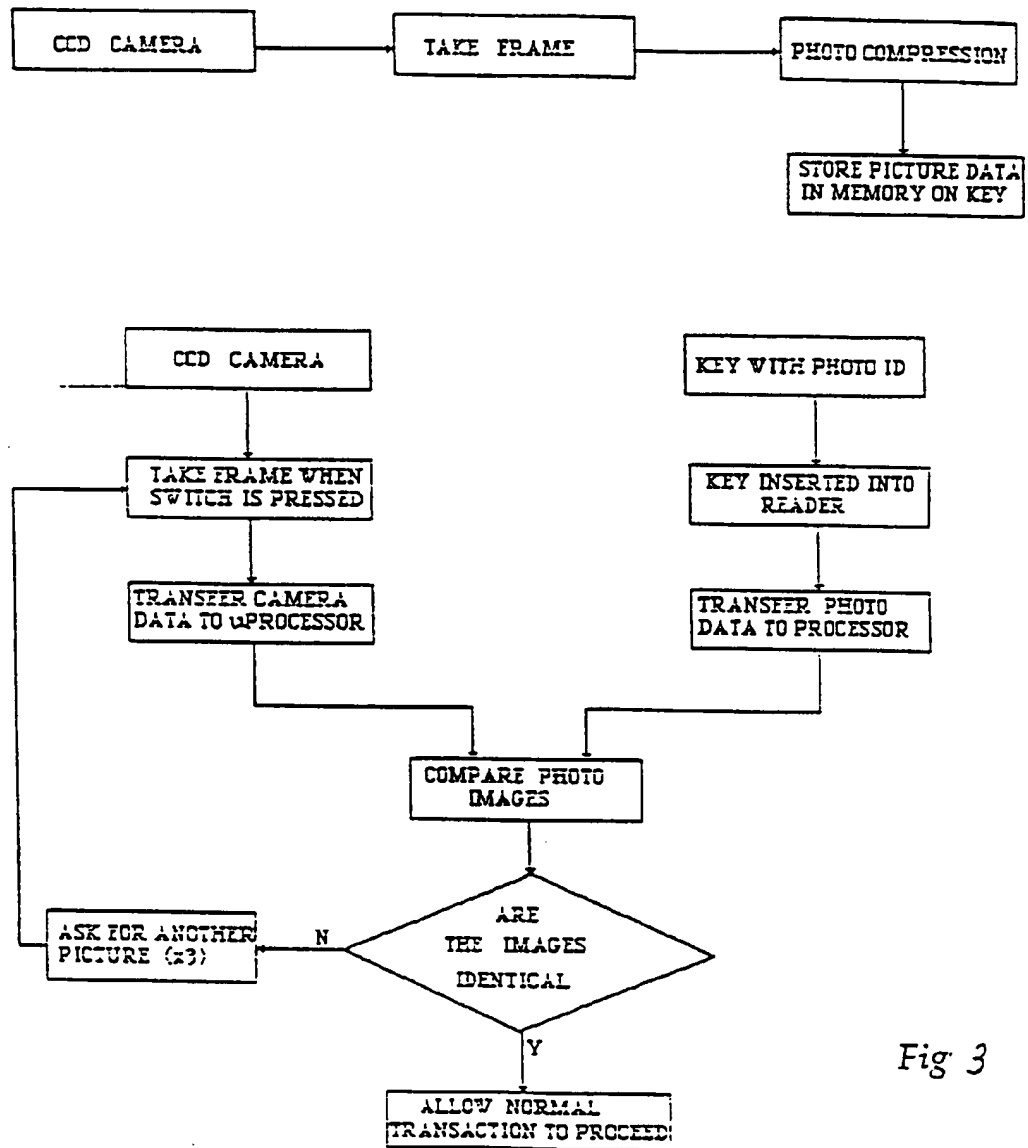 CCD CAMERA
TAKE FRAME
PHOTO COMPRESSION
STORE PICTURE DATA
IN MEMORY ON KEY
CCD CAMERA
KEY WITH PHOTO ID
TAKE FRAME WHEN
SWITCH IS PRESSED
KEY INSERTED INTO
READER
TRANSFER CAMERA
DATA TO uPROCESSOR
TRANSFER PHOTO
DATA TO PROCESSOR
COMPARE PHOTO
IMAGES
ARE
THE IMAGES
IDENTICAL
N
ASK FOR ANOTHER
PICTURE (x3)
Y
ALLOW NORMAL
TRANSACTION TO PROCEED
Fig 3